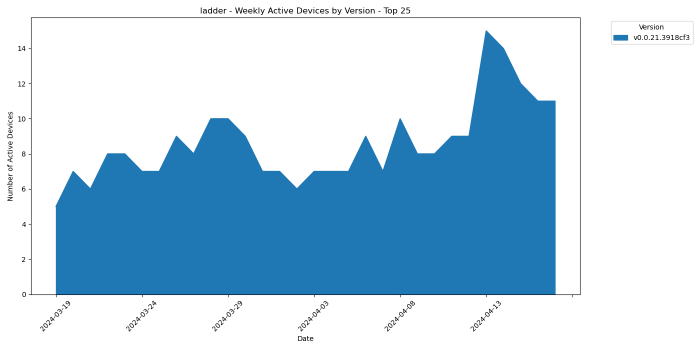 ladder - Weekly Active Devices by Version - Top 25
Version
v0.0.21.3918cf3
Number of Active Devices
14
12
10
8
6
4
2
0
2024-03-19
2024-03-24
2024-03-29
2024-04-03
2024-04-08
2024-04-13
Date